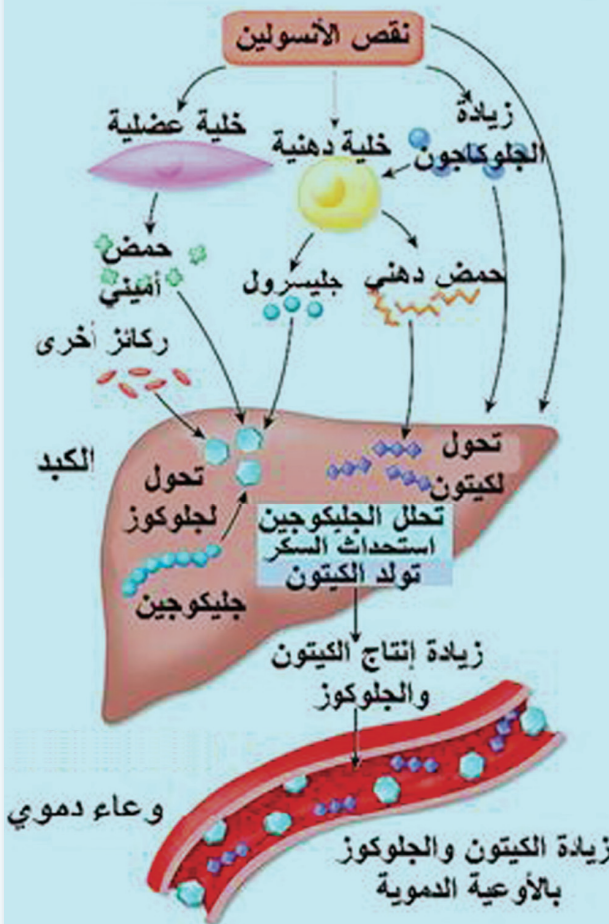 نقص الأنسولين
زيادة
الجلوكاجون
خلية دهنية
خلية عضلية
حمض دهني
جليسرول
حمض
أميني
ركائز أخرى
الكبد
تحول
لكيتون
تحول
لجلوكوز
تحلل الجليكوجين
استحداث السكر
تولد الكيتون
جليكوجين
زيادة إنتاج الكيتون
والجلوكوز
وعاء دموي
زيادة الكيتون والجلوكوز
بالأوعية الدموية